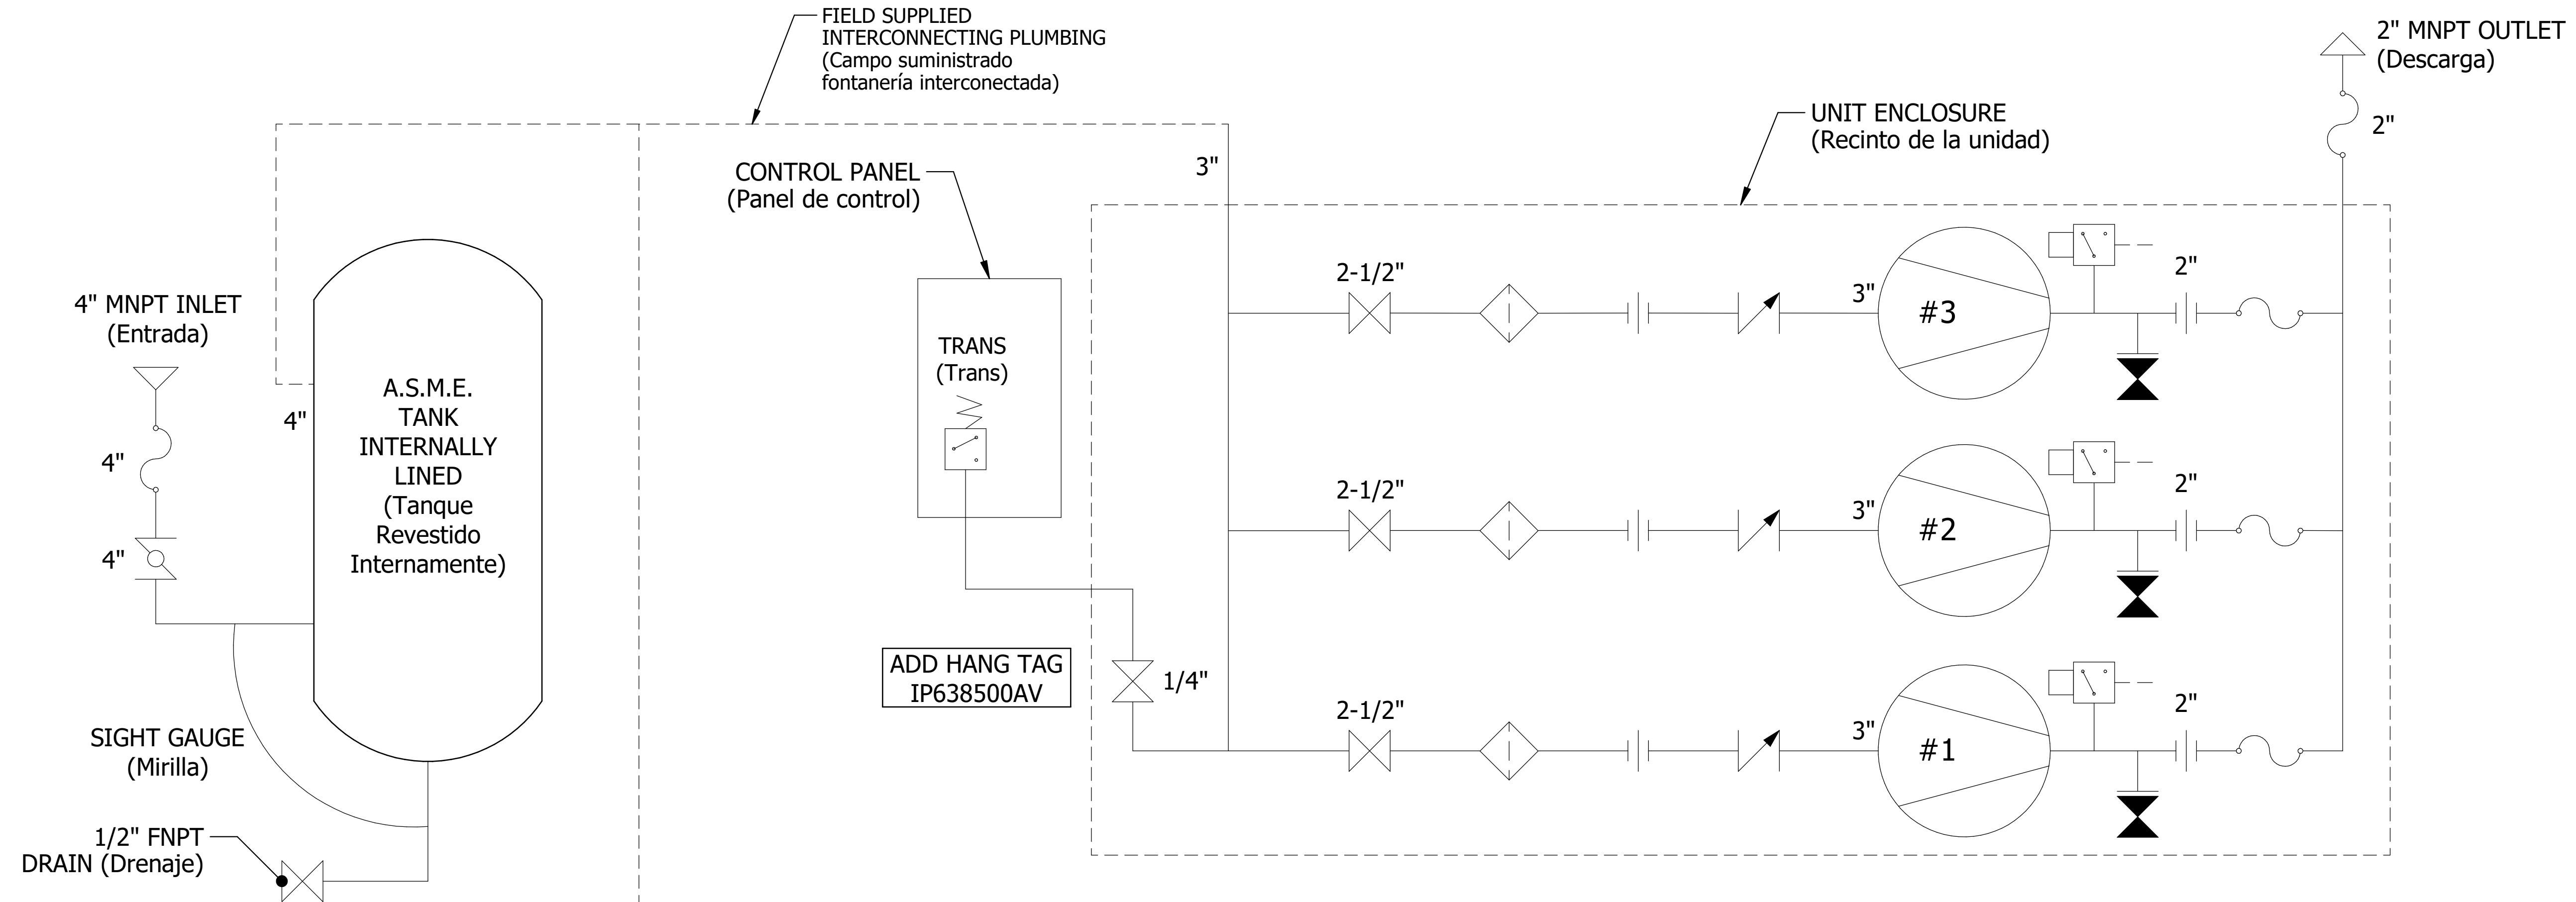 FIELD SUPPLIED
INTERCONNECTING PLUMBING
(Campo suministrado
fontanería interconectada)
2" MNPT OUTLET
(Descarga)
2"
UNIT ENCLOSURE
(Recinto de la unidad)
3"
CONTROL PANEL
(Panel de control)
4" MNPT INLET
(Entrada)
4"
4"
4"
A.S.M.E.
TANK
INTERNALLY
LINED
(Tanque
Revestido
Internamente)
TRANS
(Trans)
2-1/2"
3"
#3
2"
2-1/2"
3"
#2
2"
ADD HANG TAG
IP638500AV
1/4"
2-1/2"
3"
#1
2"
SIGHT GAUGE
(Mirilla)
1/2" FNPT
DRAIN (Drenaje)